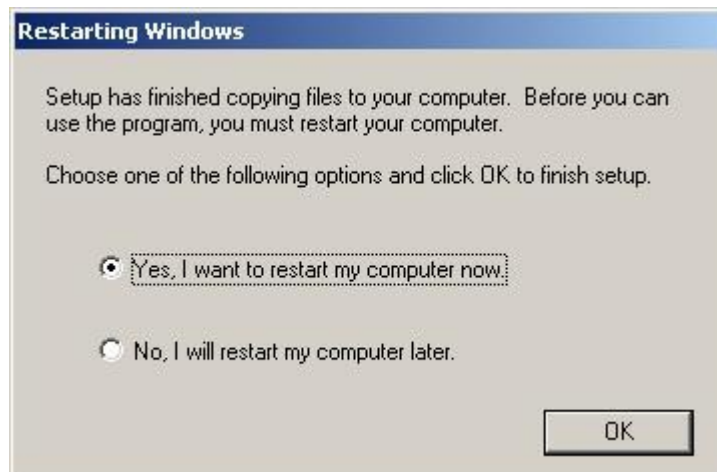 Restarting Windows
Setup has finished copying files to your computer.  Before you can
use the program, you must restart your computer.
Choose one of the following options and click OK to finish setup.
Yes, I want to restart my computer now.
No, I will restart my computer later.
OK